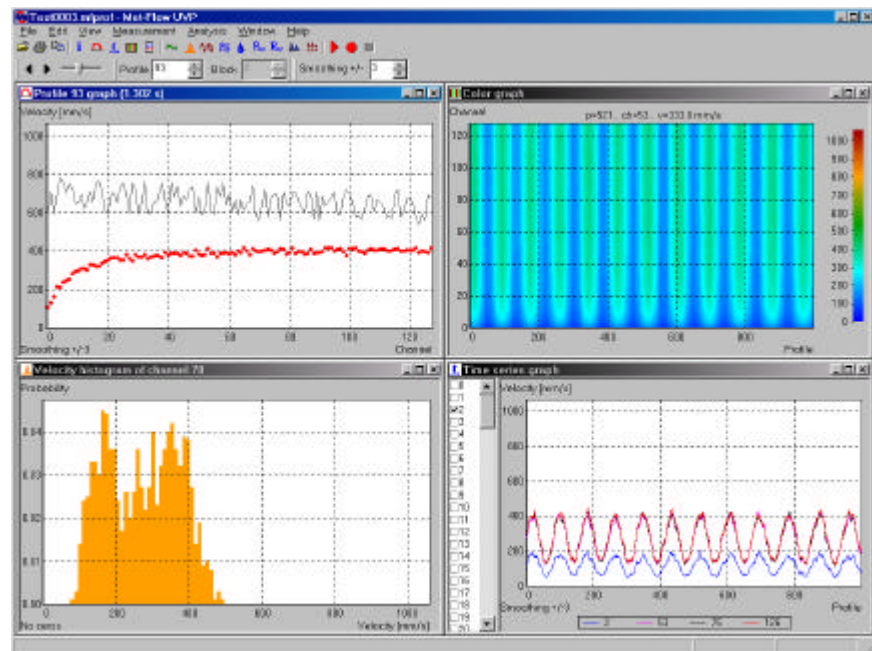 Test0003.mfprof - Met-Flow UVP
File Edit View Measurement Analysis Window Help
Profile 93 Block Smoothing +/- 3
Profile 93 graph (1.302 s)
Velocity [mm/s]
1000
800
600
400
200
0
0 20 40 60 80 100 120
Smoothing +/-3 Channel
Color graph
Channel
p=521, ch=53, v=333.0 mm/s
120
100
80
60
40
20
0
0 200 400 600 800
Profile
1000
900
800
700
600
500
400
300
200
100
0
Velocity histogram of channel 70
Probability
0.04
0.03
0.02
0.01
0.00
0 200 400 600 800 1000
No zeros Velocity [mm/s]
Time series graph
0
1
2
3
4
5
6
7
8
9
10
11
12
13
14
15
16
17
18
19
20
Velocity [mm/s]
1000
800
600
400
200
0
0 200 400 600 800
Smoothing +/-3 Profile
126